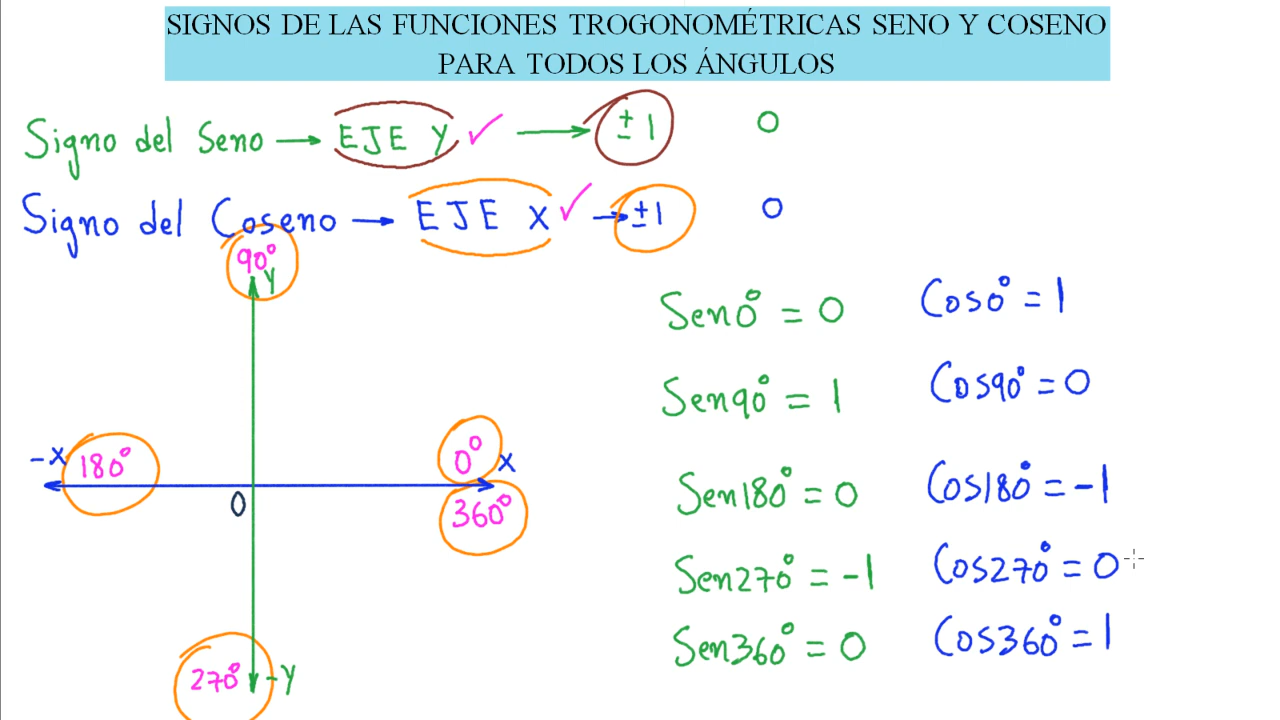 SIGNOS DE LAS FUNCIONES TROGONOMÉTRICAS SENO Y COSENO
PARA TODOS LOS ÁNGULOS
Signo del Seno → EJE Y ✓ → ±1 0
Signo del Coseno → EJE X ✓ → ±1 0
90°
Y
-X 180° 0° X
0 360°
270° -Y
Sen0° = 0 Cos0° = 1
Sen90° = 1 Cos90° = 0
Sen180° = 0 Cos180° = -1
Sen270° = -1 Cos270° = 0
Sen360° = 0 Cos360° = 1